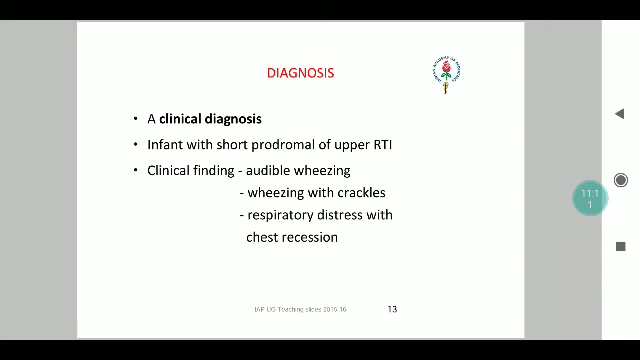 DIAGNOSIS
• A clinical diagnosis
• Infant with short prodromal of upper RTI
• Clinical finding - audible wheezing
- wheezing with crackles
- respiratory distress with
chest recession
11:1
1
IAP UG Teaching slides 2015-16
13